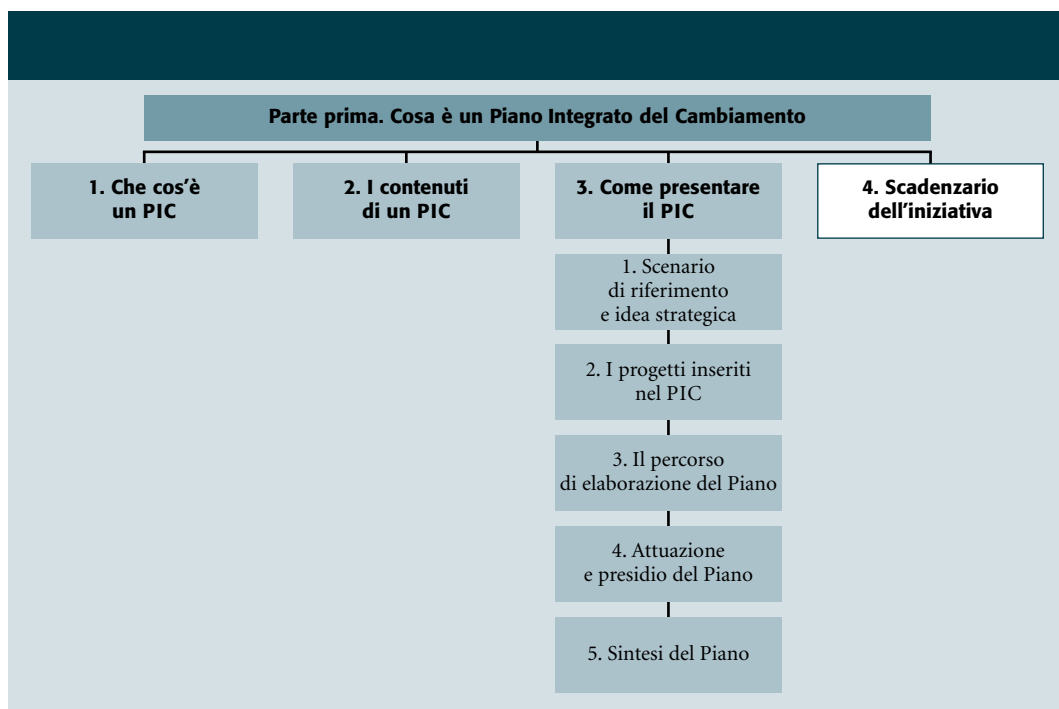 Parte prima. Cosa è un Piano Integrato del Cambiamento
1. Che cos'è
un PIC
2. I contenuti
di un PIC
3. Come presentare
il PIC
4. Scadenzario
dell'iniziativa
1. Scenario
di riferimento
e idea strategica
2. I progetti inseriti
nel PIC
3. Il percorso
di elaborazione del Piano
4. Attuazione
e presidio del Piano
5. Sintesi del Piano